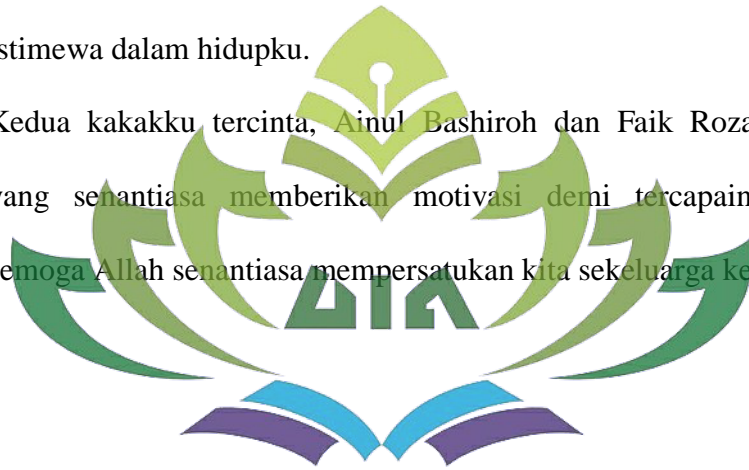 stimewa dalam hidupku.
Kedua kakakku tercinta, Ainul Bashiroh dan Faik Roza
yang senantiasa memberikan motivasi demi tercapain
emoga Allah senantiasa mempersatukan kita sekeluarga ke